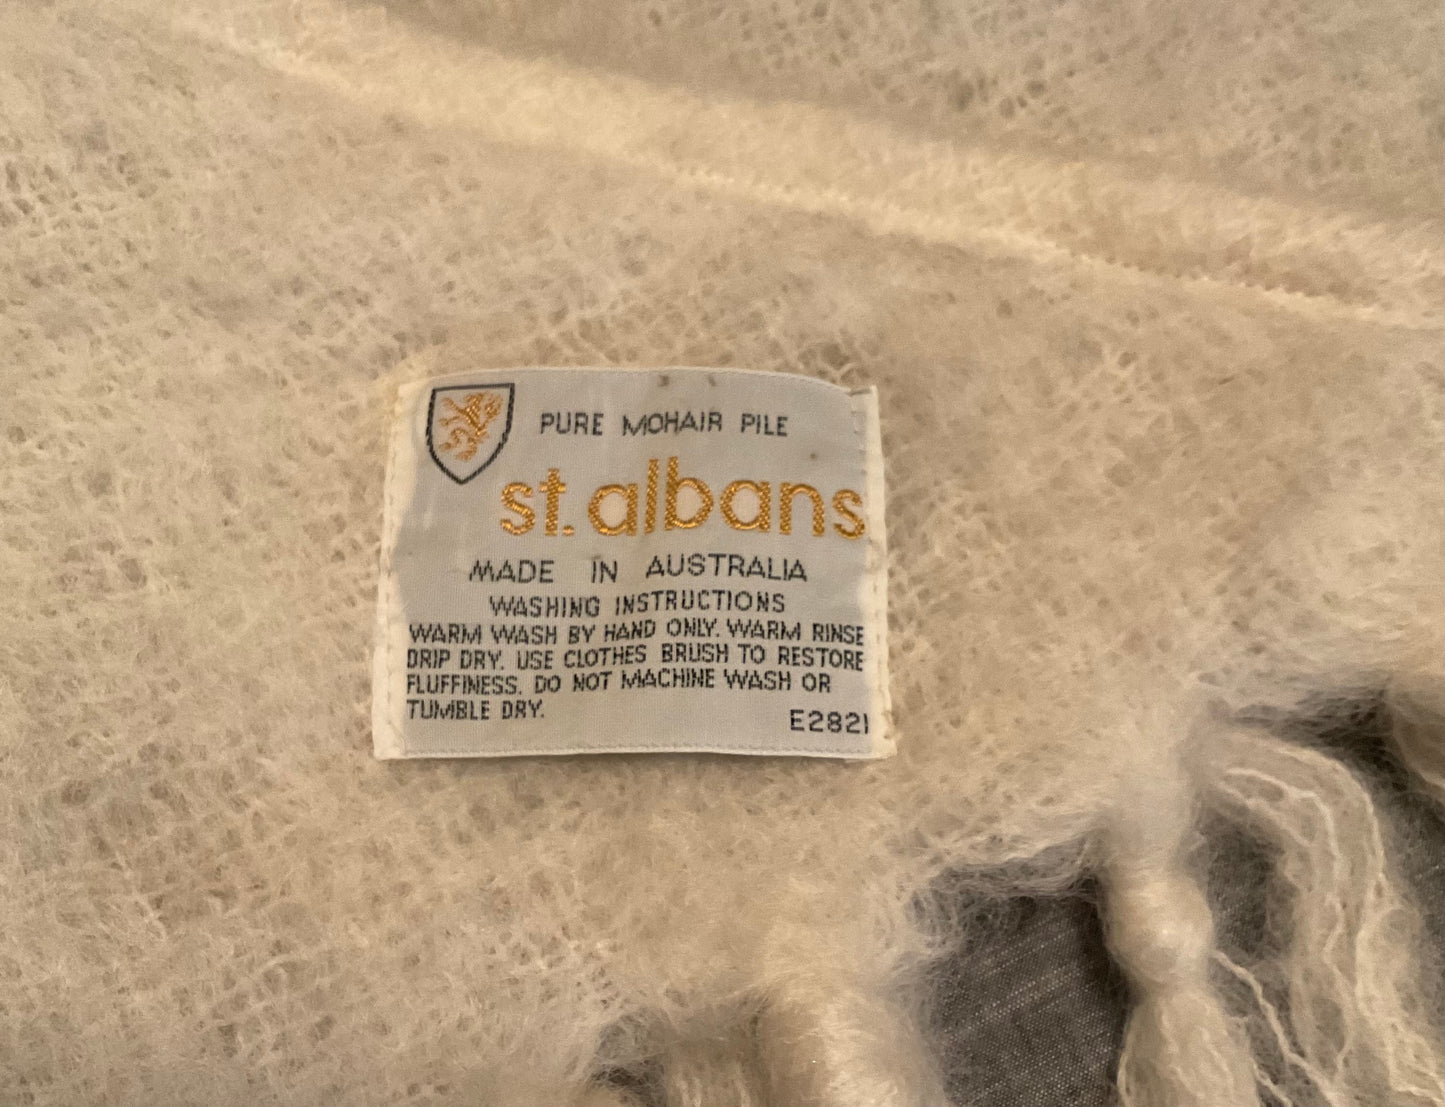 PURE MOHAIR PILE
st. albans
MADE IN AUSTRALIA
WASHING INSTRUCTIONS
WARM WASH BY HAND ONLY. WARM RINSE
DRIP DRY. USE CLOTHES BRUSH TO RESTORE
FLUFFINESS. DO NOT MACHINE WASH OR
TUMBLE DRY.
E2821